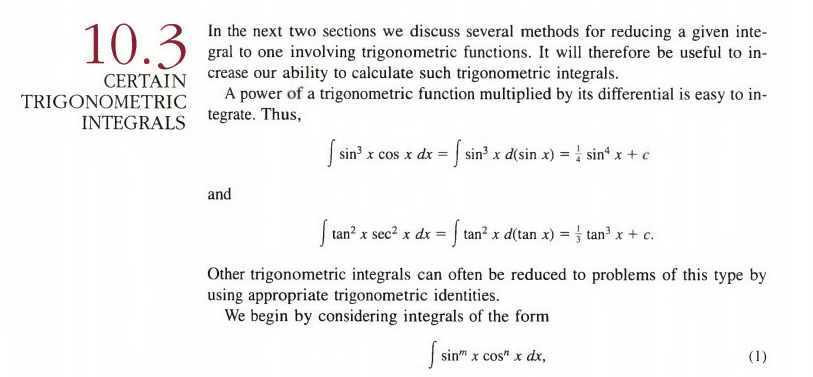 10.3
CERTAIN
TRIGONOMETRIC
INTEGRALS
In the next two sections we discuss several methods for reducing a given inte-
gral to one involving trigonometric functions. It will therefore be useful to in-
crease our ability to calculate such trigonometric integrals.
A power of a trigonometric function multiplied by its differential is easy to in-
tegrate. Thus,
∫ sin³ x cos x dx = ∫ sin³ x d(sin x) = ¼ sin⁴ x + c
and
∫ tan² x sec² x dx = ∫ tan² x d(tan x) = ⅓ tan³ x + c.
Other trigonometric integrals can often be reduced to problems of this type by
using appropriate trigonometric identities.
We begin by considering integrals of the form
∫ sinᵐ x cosⁿ x dx, (1)